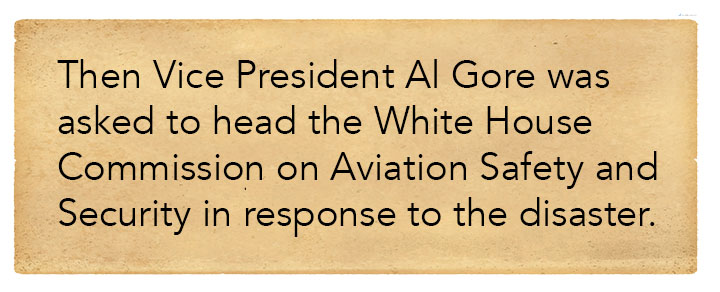 Then Vice President Al Gore was
asked to head the White House
Commission on Aviation Safety and
Security in response to the disaster.